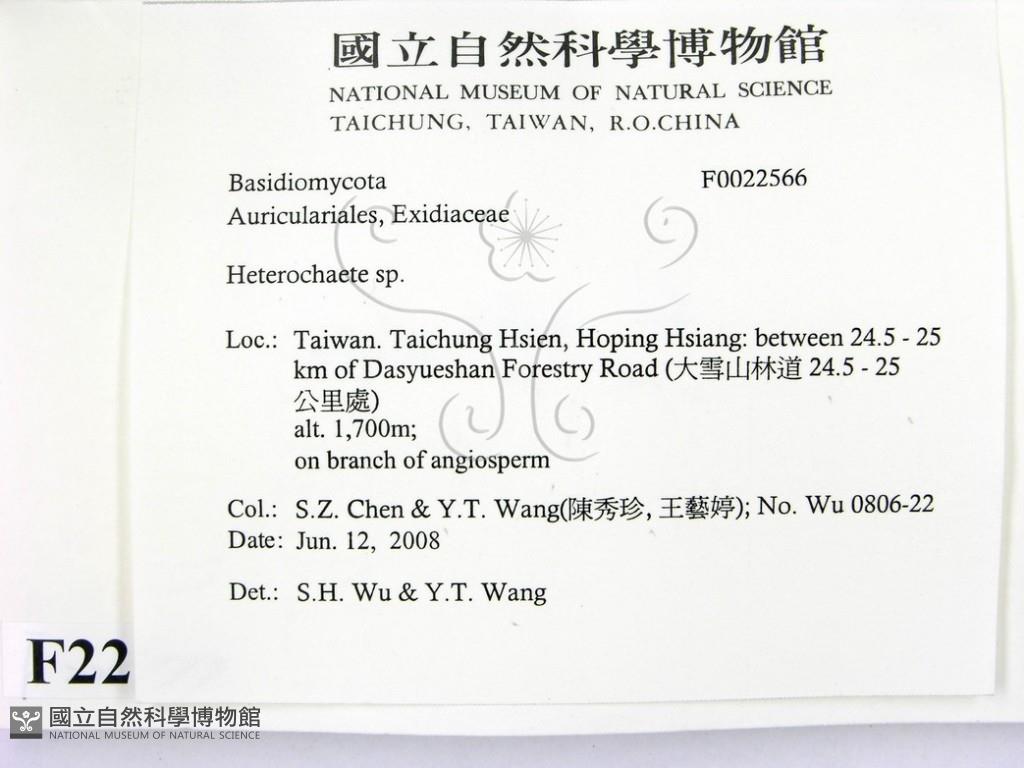 國立自然科學博物館
NATIONAL MUSEUM OF NATURAL SCIENCE
TAICHUNG, TAIWAN, R.O.CHINA
Basidiomycota F0022566
Auriculariales, Exidiaceae
Heterochaete sp.
Loc.: Taiwan. Taichung Hsien, Hoping Hsiang: between 24.5 - 25
km of Dasyueshan Forestry Road (大雪山林道 24.5 - 25
公里處)
alt. 1,700m;
on branch of angiosperm
Col.: S.Z. Chen & Y.T. Wang(陳秀珍, 王藝婷); No. Wu 0806-22
Date: Jun. 12, 2008
Det.: S.H. Wu & Y.T. Wang
F22
國立自然科學博物館
NATIONAL MUSEUM OF NATURAL SCIENCE